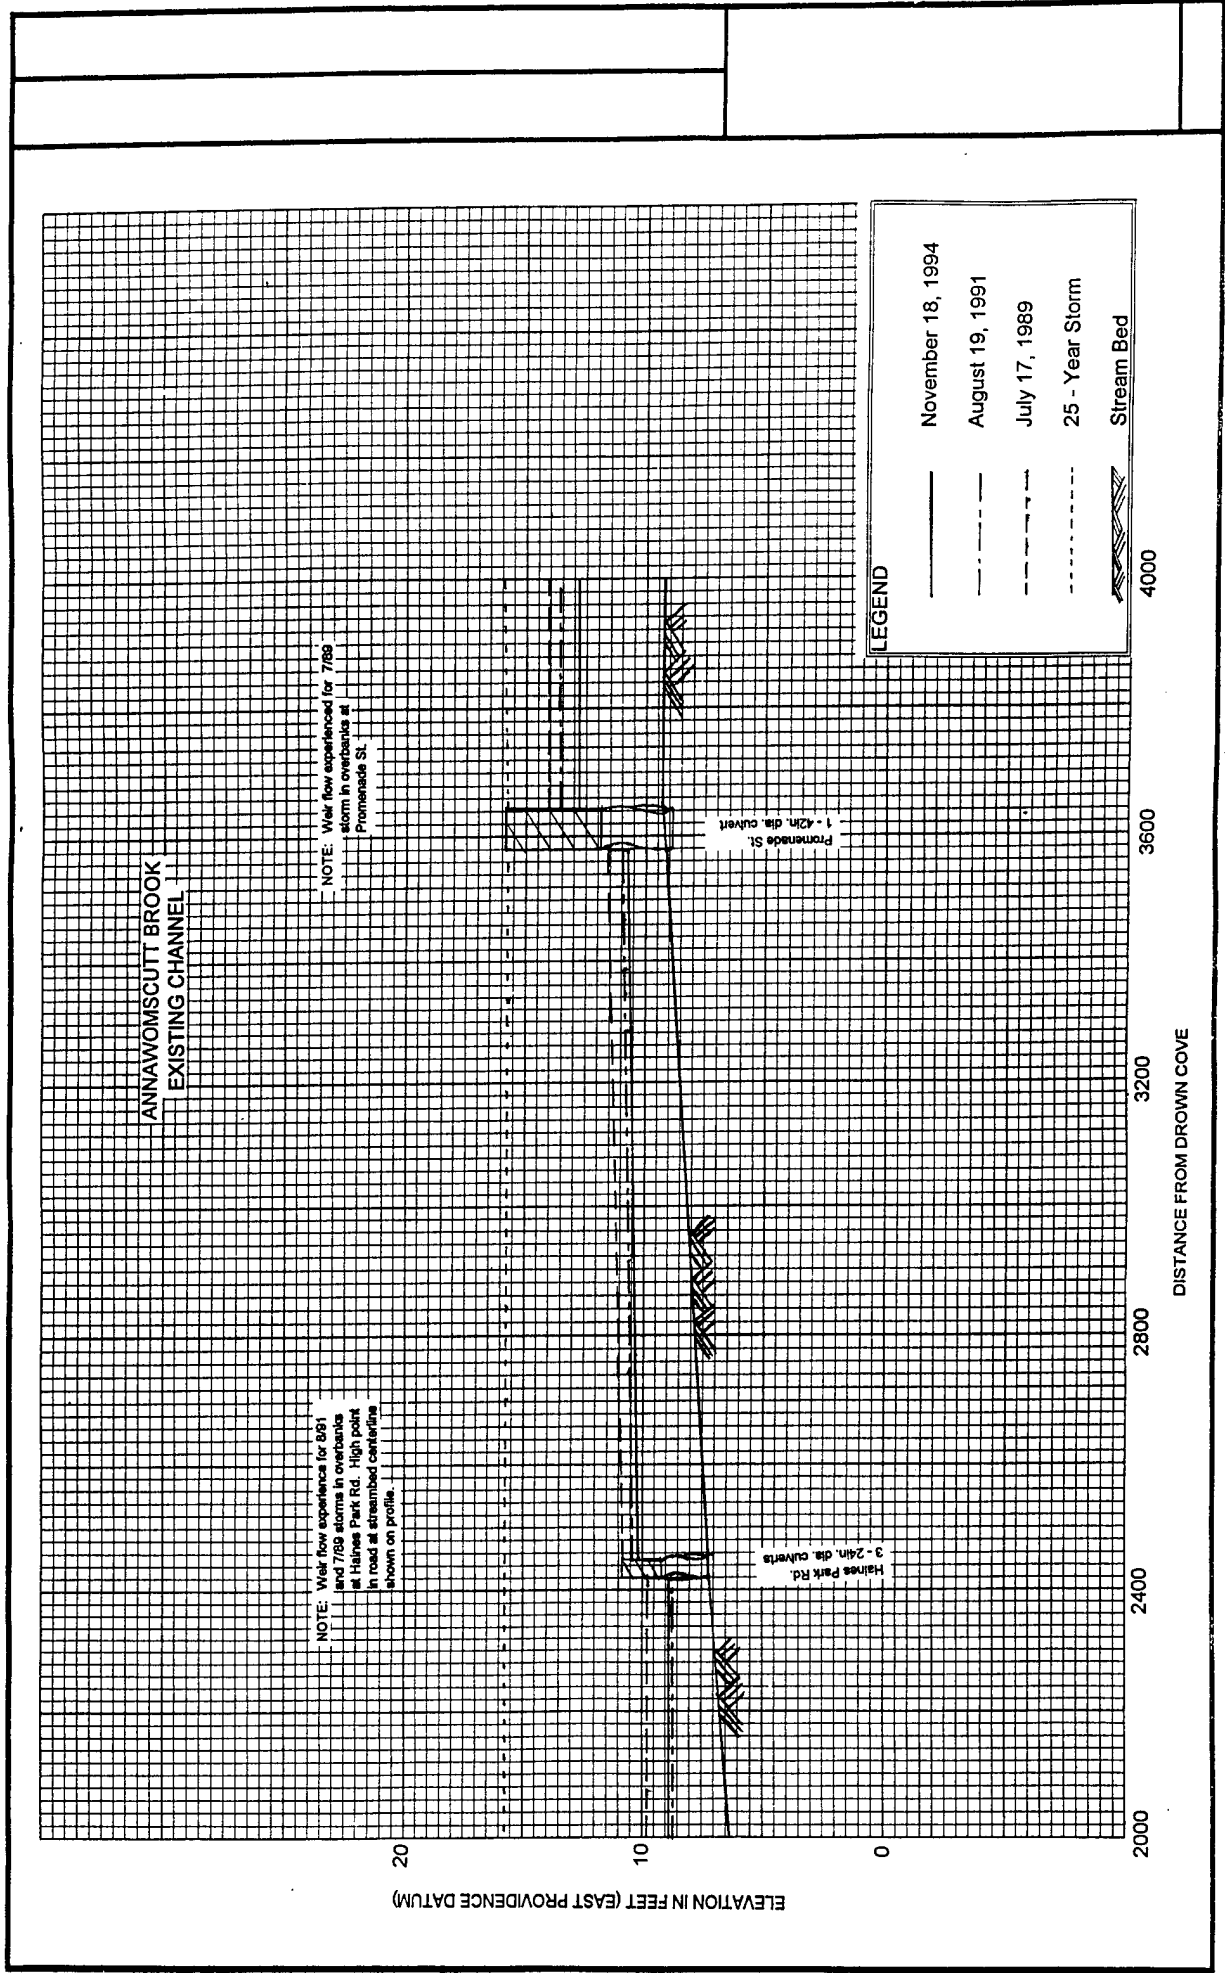 ANNAWOMSCUTT BROOK
EXISTING CHANNEL
NOTE: Weir flow experience for 8/91
and 7/89 storms in overbanks
at Haines Park Rd. High point
in road at streambed centerline
shown on profile.
NOTE: Weir flow experienced for 7/89
storm in overbanks at
Promenade St.
ELEVATION IN FEET (EAST PROVIDENCE DATUM)
20
10
0
Haines Park Rd.
3 - 24in. dia. culverts
Promenade St.
1 - 42in. dia. culvert
2000
2400
2800
3200
3600
4000
DISTANCE FROM DROWN COVE
LEGEND
November 18, 1994
August 19, 1991
July 17, 1989
25 - Year Storm
Stream Bed